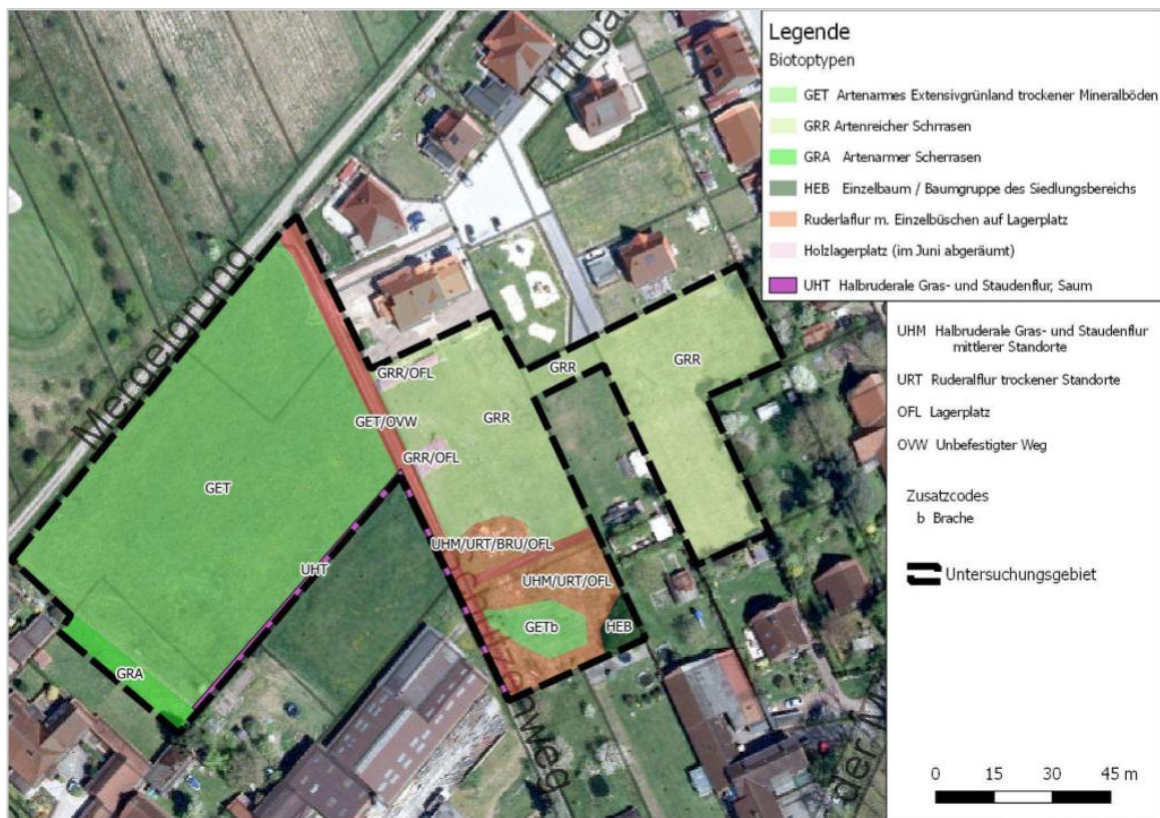 Legende
Biotoptypen
GET Artenarmes Extensivgrünland trockener Mineralböden
GRR Artenreicher Schrrasen
GRA Artenarmer Scherrasen
HEB Einzelbaum / Baumgruppe des Siedlungsbereichs
Ruderlaflur m. Einzelbüschen auf Lagerplatz
Holzlagerplatz (im Juni abgeräumt)
UHT Halbruderale Gras- und Staudenflur, Saum
UHM Halbruderale Gras- und Staudenflur
mittlerer Standorte
URT Ruderalflur trockener Standorte
OFL Lagerplatz
OVW Unbefestigter Weg
Zusatzcodes
b Brache
Untersuchungsgebiet
0 15 30 45 m
Mergelgrund
GRR
GRR
GRR/OFL
GRR
GET/OVW
GRR/OFL
GET
UHM/URT/BRU/OFL
UHT
UHM/URT/OFL
GETb
HEB
GRA
der